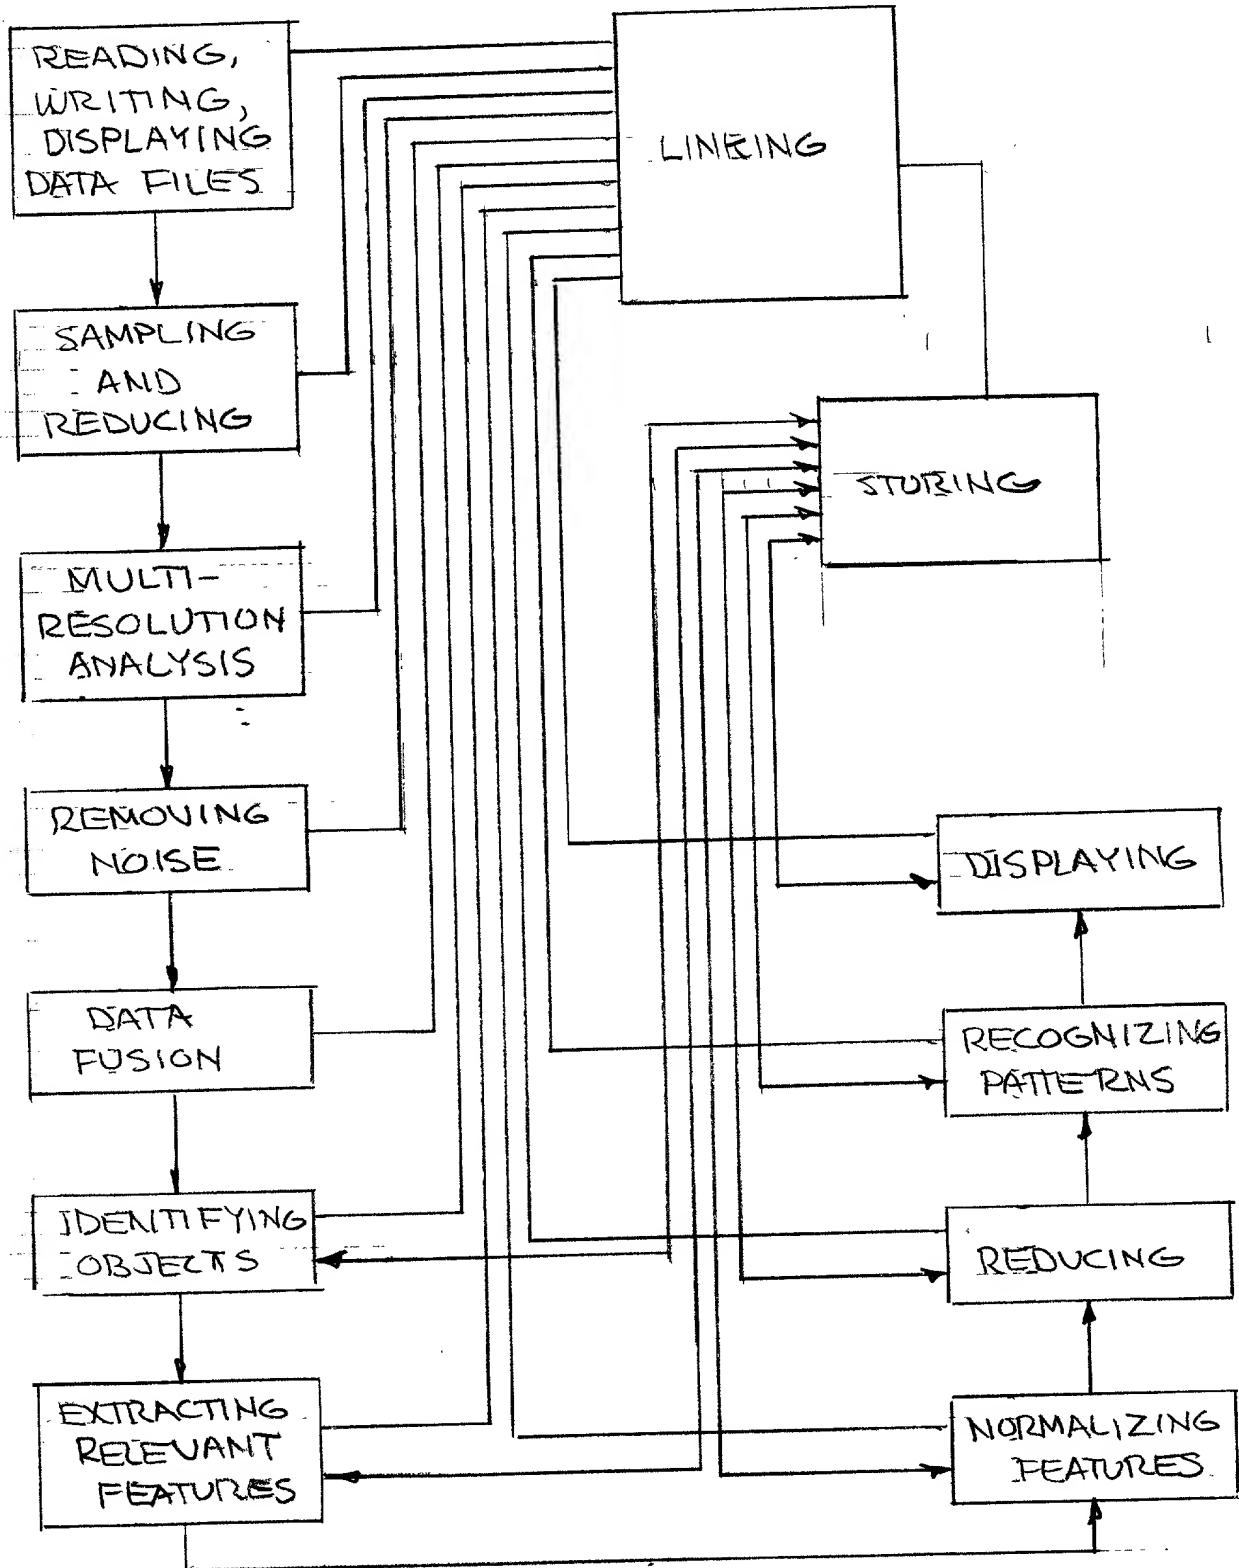 READING,
WRITING,
DISPLAYING
DATA FILES
LINKING
SAMPLING
AND
REDUCING
STORING
MULTI-
RESOLUTION
ANALYSIS
REMOVING
NOISE
DISPLAYING
DATA
FUSION
RECOGNIZING
PATTERNS
IDENTIFYING
OBJECTS
REDUCING
EXTRACTING
RELEVANT
FEATURES
NORMALIZING
FEATURES